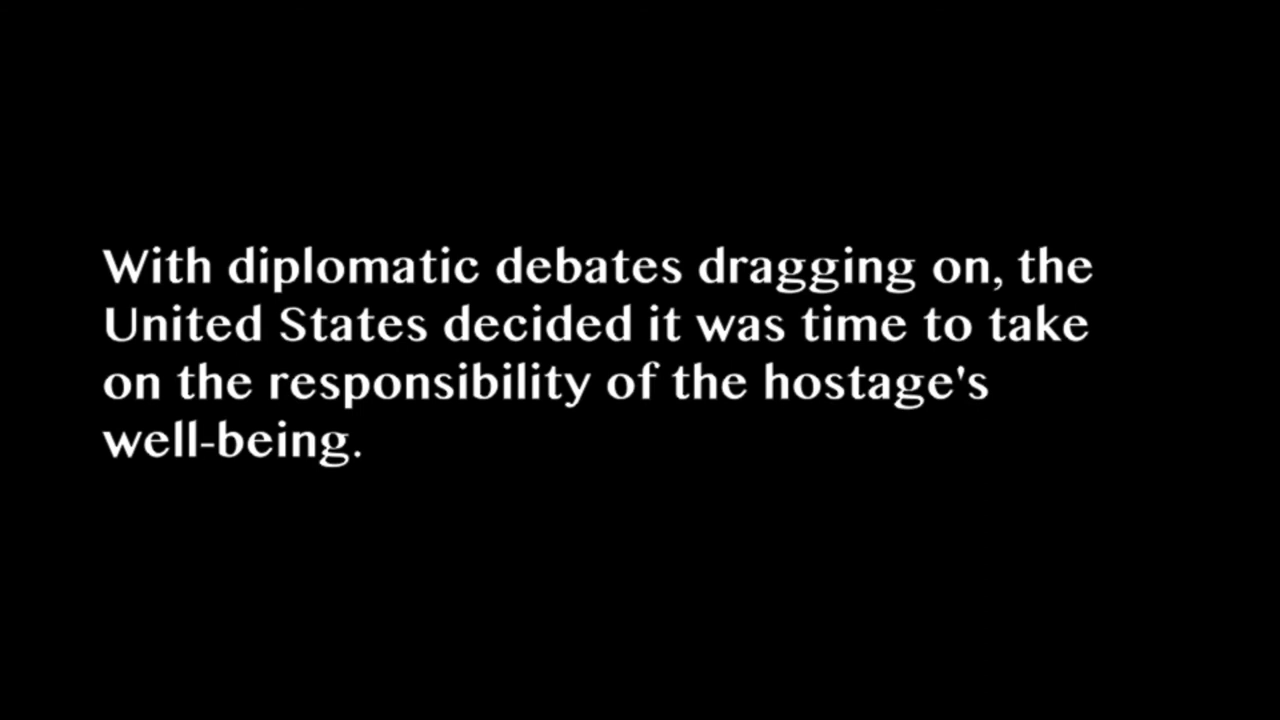 With diplomatic debates dragging on, the
United States decided it was time to take
on the responsibility of the hostage's
well-being.